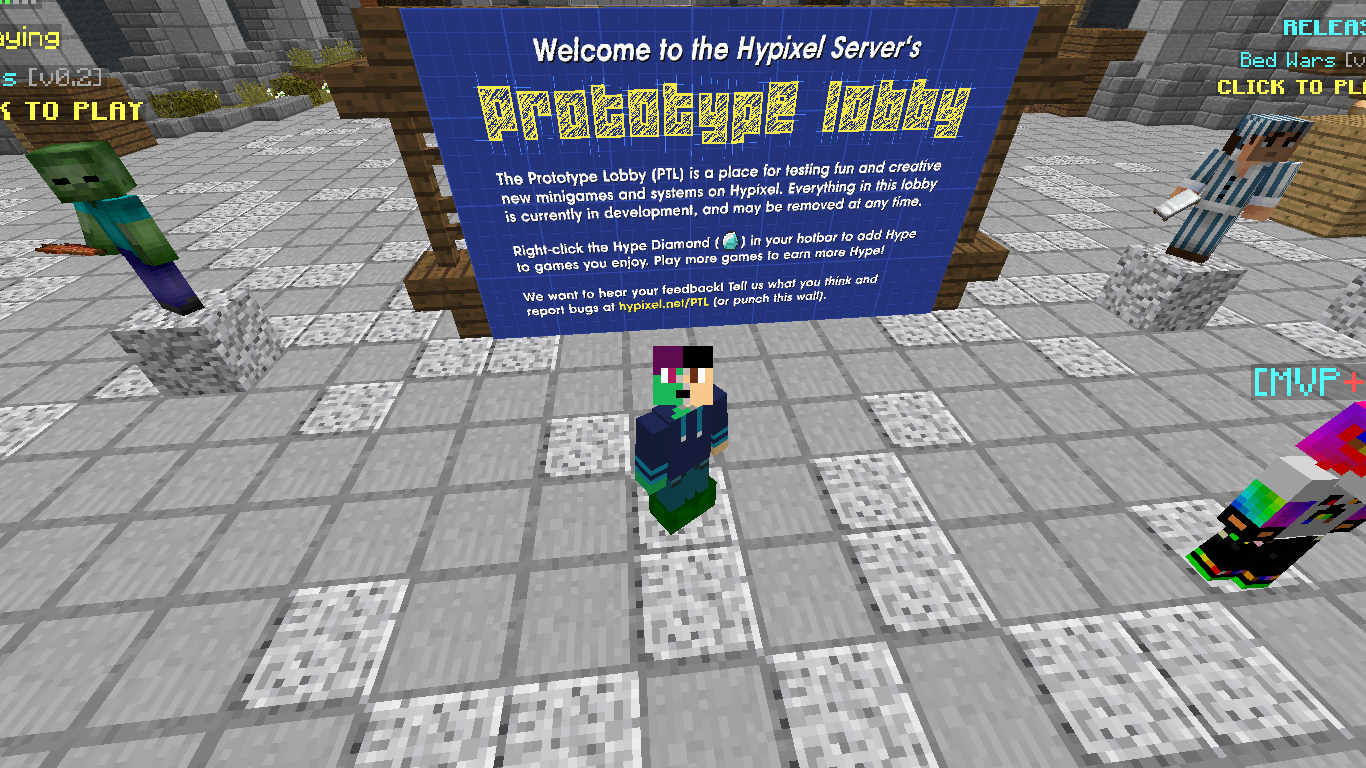 Welcome to the Hypixel Server's
prototype lobby
The Prototype Lobby (PTL) is a place for testing fun and creative
new minigames and systems on Hypixel. Everything in this lobby
is currently in development, and may be removed at any time.
Right-click the Hype Diamond ( ) in your hotbar to add Hype
to games you enjoy. Play more games to earn more Hype!
We want to hear your feedback! Tell us what you think and
report bugs at hypixel.net/PTL (or punch this wall).
aying
s [v0.2]
K TO PLAY
RELEAS
Bed Wars [v
CLICK TO PLA
[MVP+